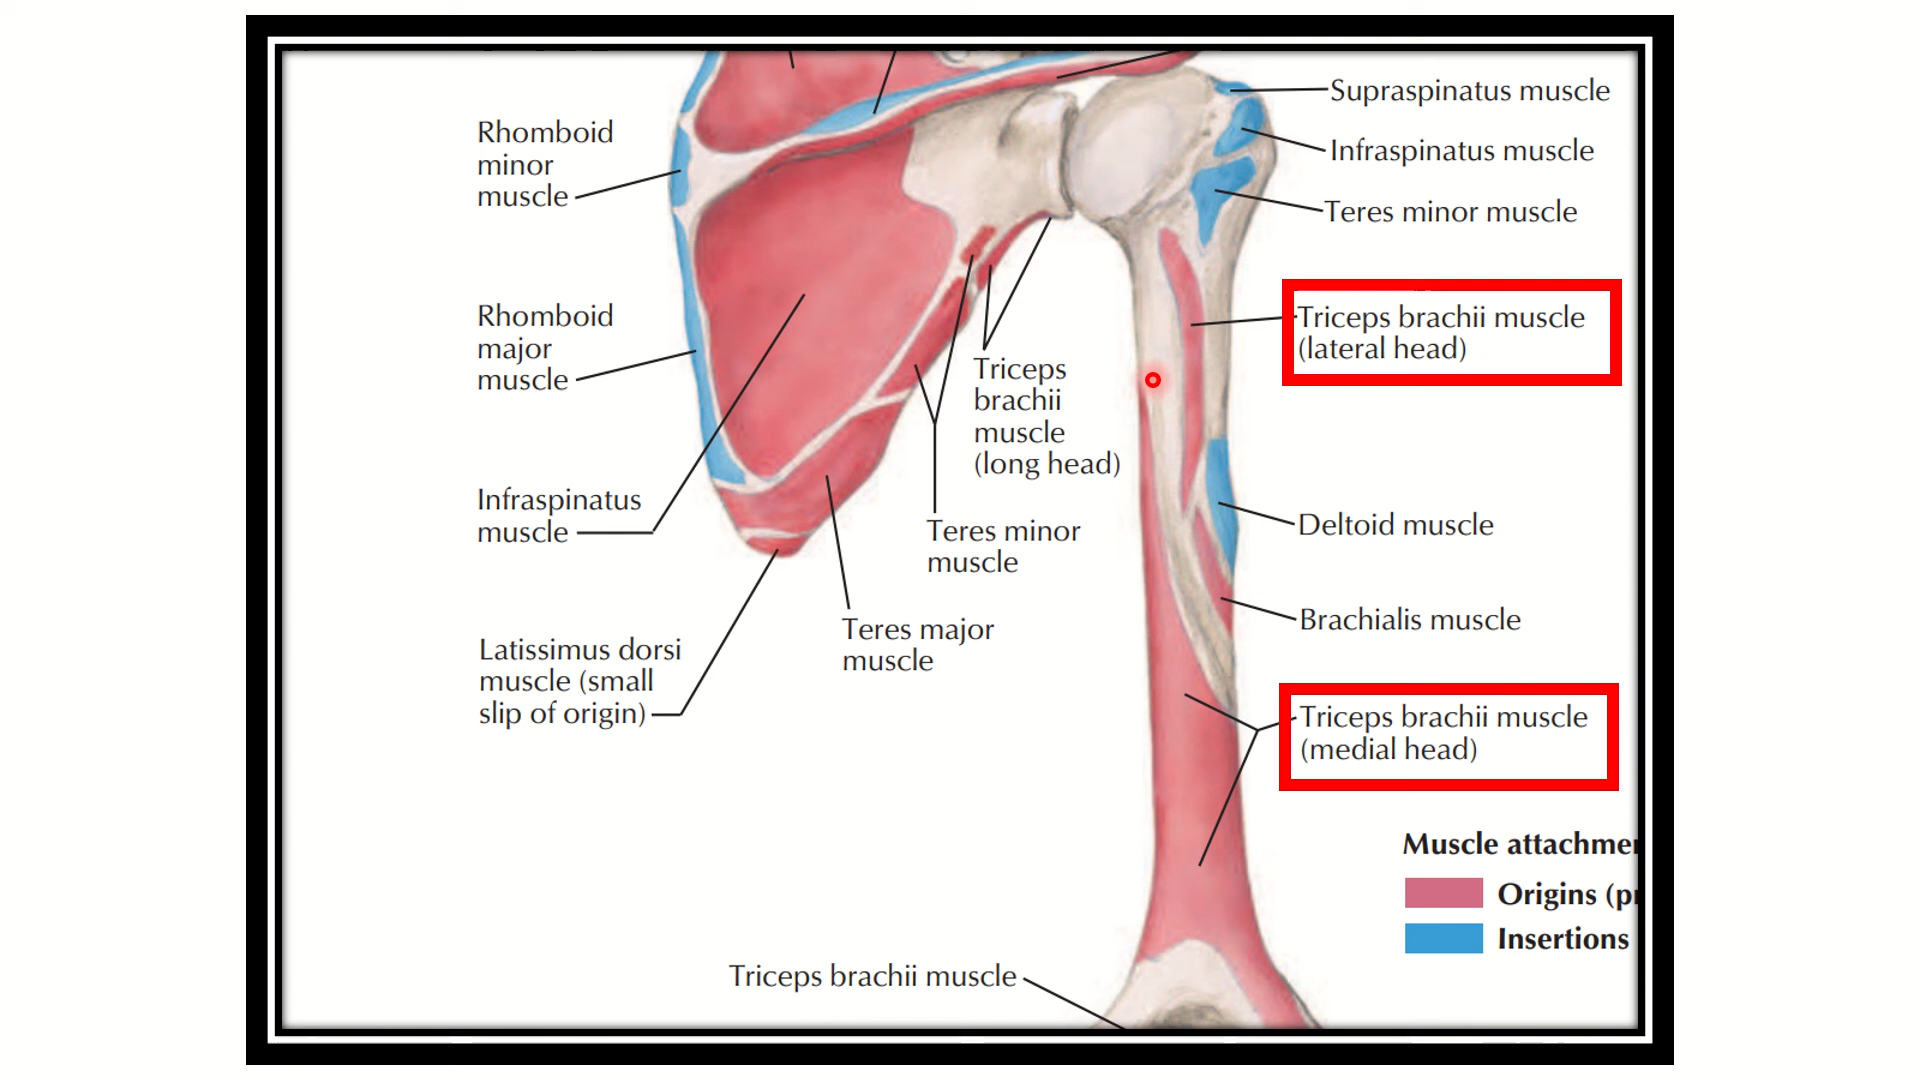 Rhomboid
minor
muscle
Rhomboid
major
muscle
Infraspinatus
muscle
Latissimus dorsi
muscle (small
slip of origin)
Triceps
brachii
muscle
(long head)
Teres minor
muscle
Teres major
muscle
Triceps brachii muscle
Supraspinatus muscle
Infraspinatus muscle
Teres minor muscle
Triceps brachii muscle
(lateral head)
Deltoid muscle
Brachialis muscle
Triceps brachii muscle
(medial head)
Muscle
Origins
Insertions